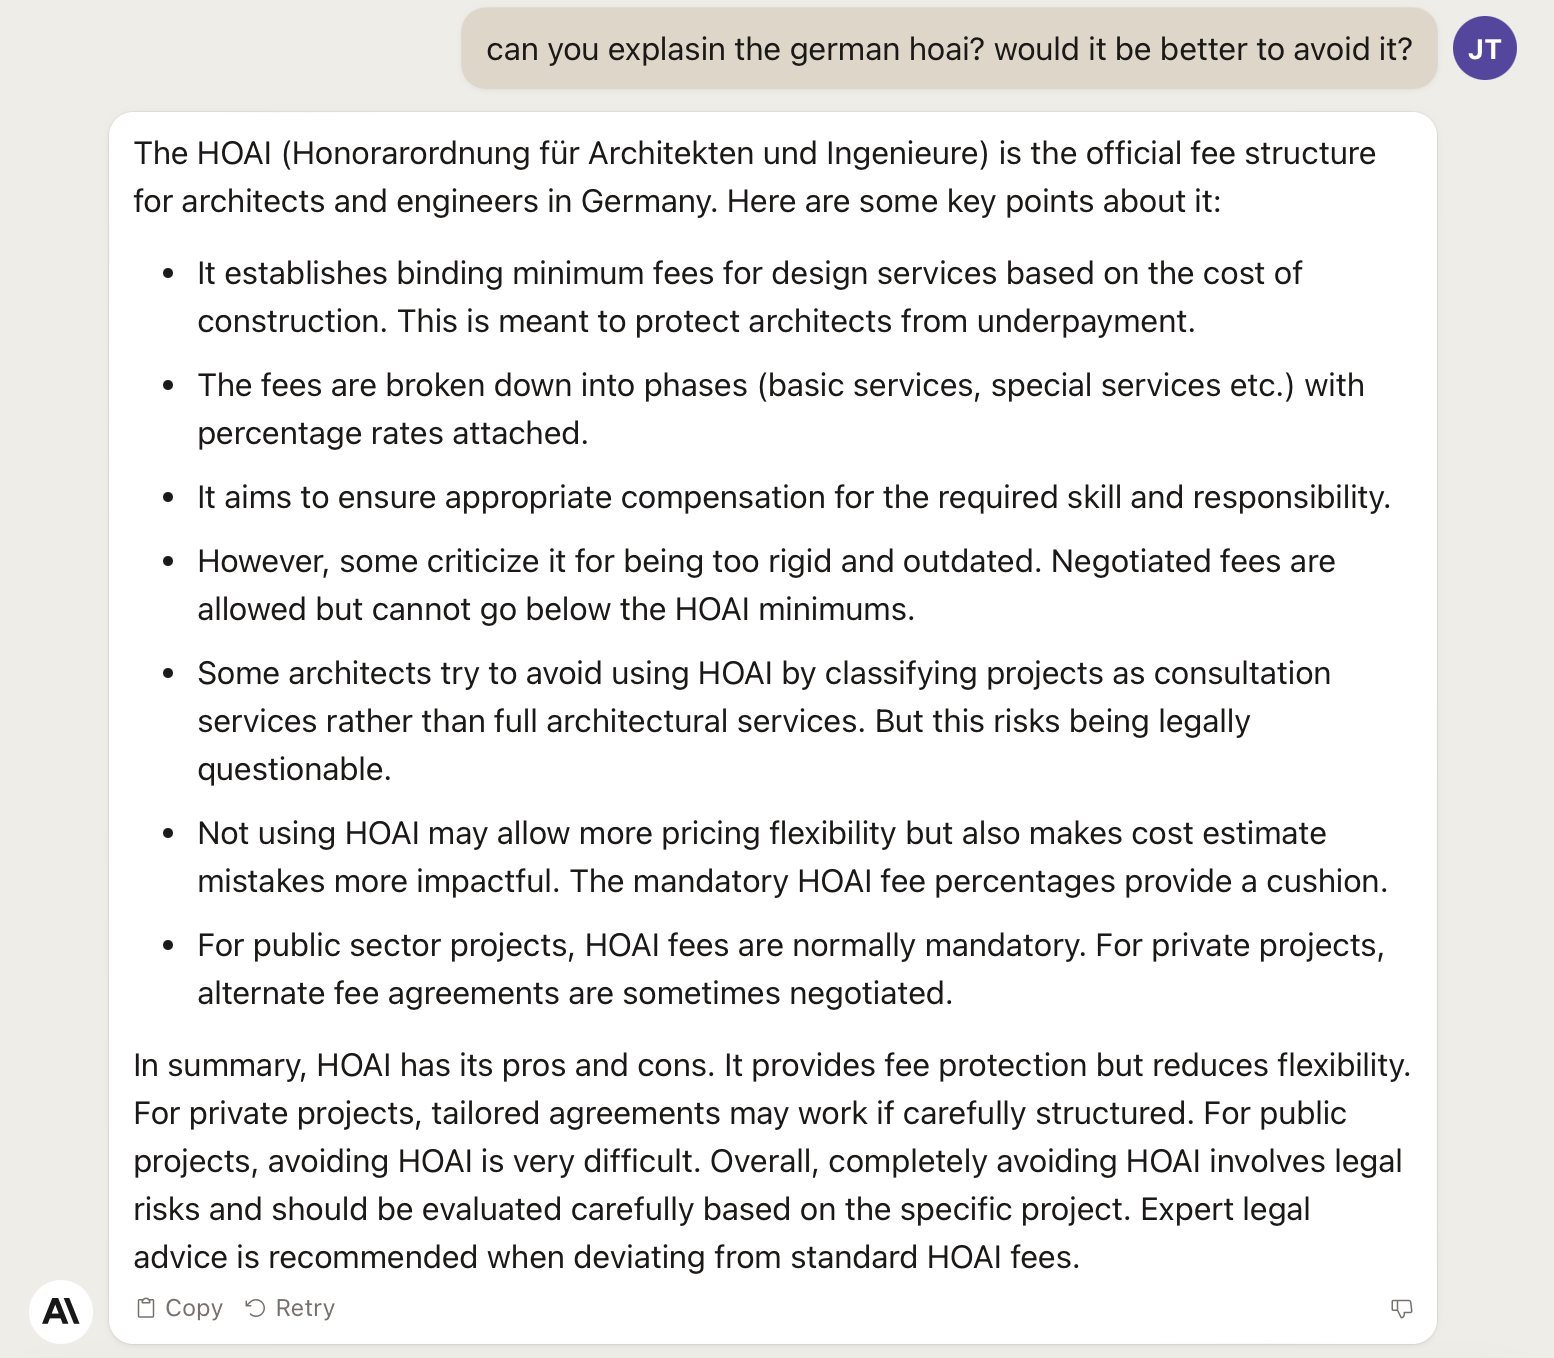 can you explasin the german hoai? would it be better to avoid it?
JT
The HOAI (Honorarordnung für Architekten und Ingenieure) is the official fee structure
for architects and engineers in Germany. Here are some key points about it:
• It establishes binding minimum fees for design services based on the cost of
construction. This is meant to protect architects from underpayment.
• The fees are broken down into phases (basic services, special services etc.) with
percentage rates attached.
• It aims to ensure appropriate compensation for the required skill and responsibility.
• However, some criticize it for being too rigid and outdated. Negotiated fees are
allowed but cannot go below the HOAI minimums.
• Some architects try to avoid using HOAI by classifying projects as consultation
services rather than full architectural services. But this risks being legally
questionable.
• Not using HOAI may allow more pricing flexibility but also makes cost estimate
mistakes more impactful. The mandatory HOAI fee percentages provide a cushion.
• For public sector projects, HOAI fees are normally mandatory. For private projects,
alternate fee agreements are sometimes negotiated.
In summary, HOAI has its pros and cons. It provides fee protection but reduces flexibility.
For private projects, tailored agreements may work if carefully structured. For public
projects, avoiding HOAI is very difficult. Overall, completely avoiding HOAI involves legal
risks and should be evaluated carefully based on the specific project. Expert legal
advice is recommended when deviating from standard HOAI fees.
A\
Copy Retry